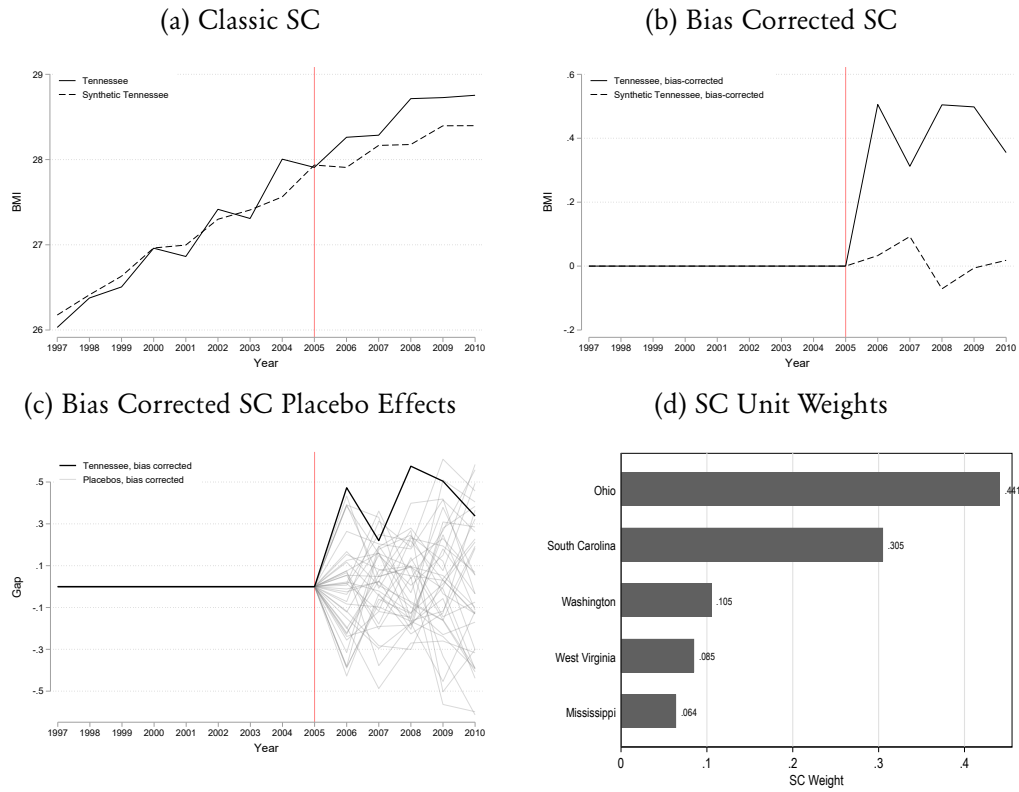 (a) Classic SC
29
28
27
26
BMI
Tennessee
Synthetic Tennessee
1997 1998 1999 2000 2001 2002 2003 2004 2005 2006 2007 2008 2009 2010
Year
(b) Bias Corrected SC
.6
.4
.2
0
-.2
BMI
Tennessee, bias-corrected
Synthetic Tennessee, bias-corrected
1997 1998 1999 2000 2001 2002 2003 2004 2005 2006 2007 2008 2009 2010
Year
(c) Bias Corrected SC Placebo Effects
.5
.3
.1
-.1
-.3
-.5
Gap
Tennessee, bias corrected
Placebos, bias corrected
1997 1998 1999 2000 2001 2002 2003 2004 2005 2006 2007 2008 2009 2010
Year
(d) SC Unit Weights
Ohio .441
South Carolina .305
Washington .105
West Virginia .085
Mississippi .064
0 .1 .2 .3 .4
SC Weight